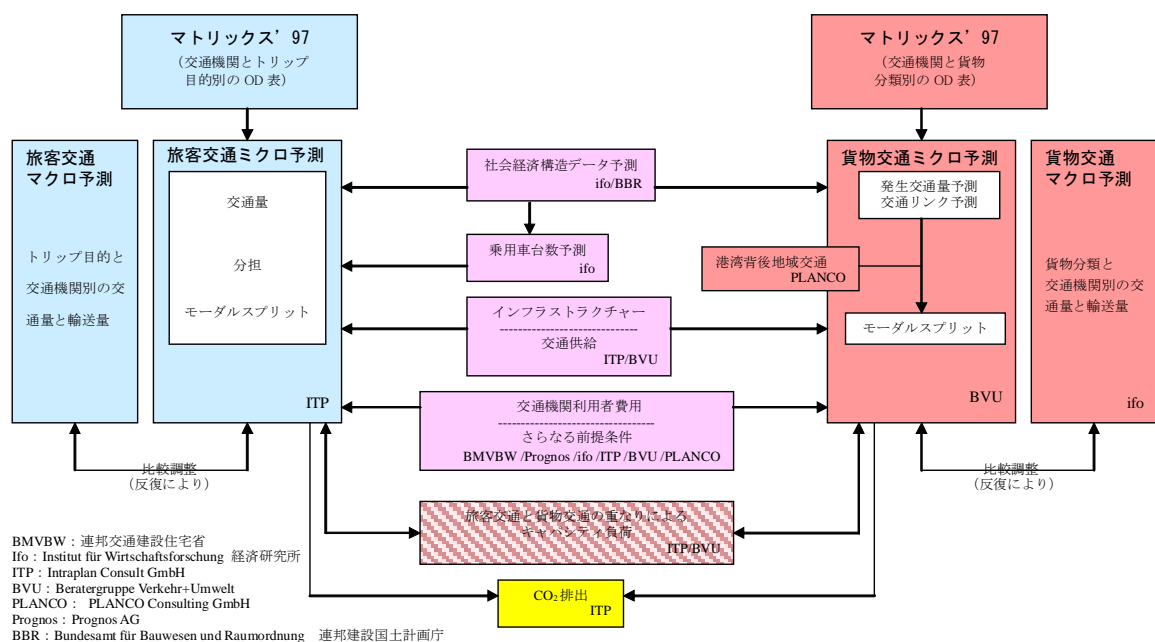 マトリックス’97
（交通機関とトリップ
目的別の OD 表）
マトリックス’97
（交通機関と貨物
分類別の OD 表）
旅客交通
マクロ予測
トリップ目的と
交通機関別の交
通量と輸送量
旅客交通ミクロ予測
交通量
分担
モーダルスプリット
ITP
社会経済構造データ予測
ifo/BBR
乗用車台数予測
ifo
インフラストラクチャー
-----------------------------
交通供給
ITP/BVU
交通機関利用者費用
---------------------------------
さらなる前提条件
BMVBW /Prognos /ifo /ITP /BVU /PLANCO
貨物交通ミクロ予測
発生交通量予測
交通リンク予測
港湾背後地域交通
PLANCO
モーダルスプリット
BVU
貨物交通
マクロ予測
貨物分類と
交通機関別の交
通量と輸送量
ifo
比較調整
（反復により）
比較調整
（反復により）
旅客交通と貨物交通の重なりによる
キャパシティ負荷
ITP/BVU
CO₂ 排出
ITP
BMVBW：連邦交通建設住宅省
Ifo：Institut für Wirtschaftsforschung 経済研究所
ITP：Intraplan Consult GmbH
BVU：Beratergruppe Verkehr+Umwelt
PLANCO： PLANCO Consulting GmbH
Prognos：Prognos AG
BBR：Bundesamt für Bauwesen und Raumordnung 連邦建設国土計画庁